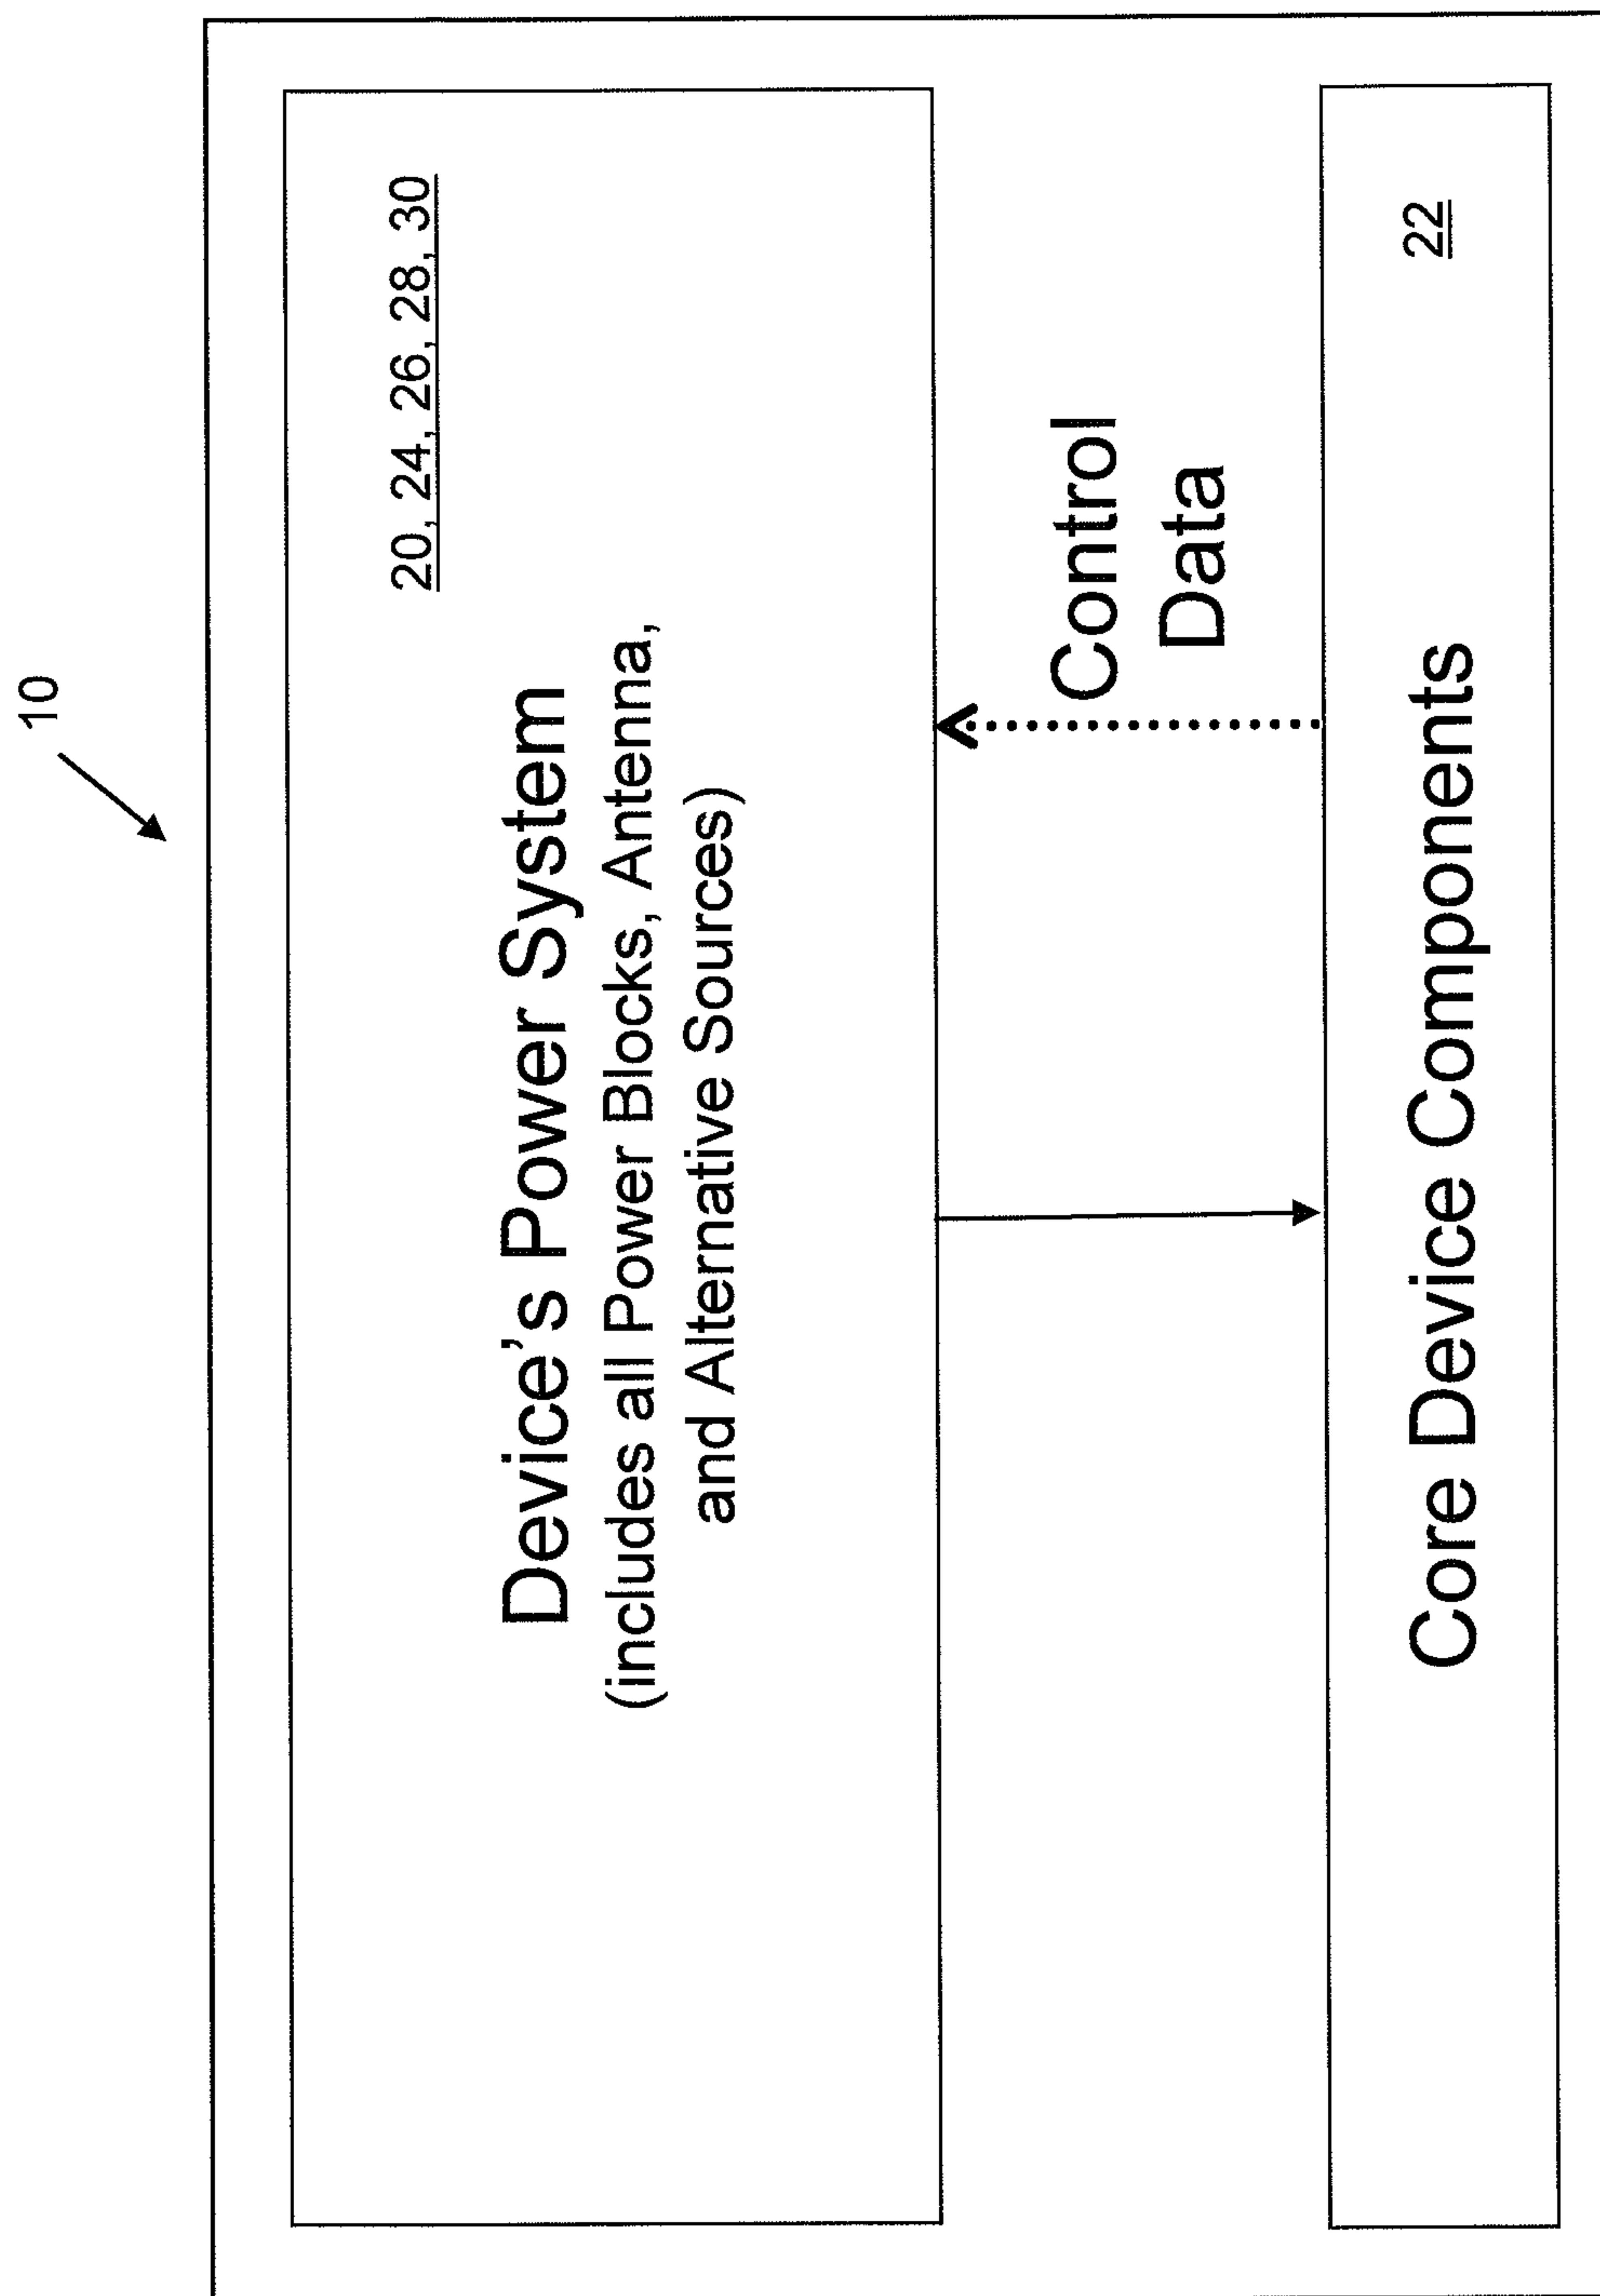 10
20, 24, 26, 28, 30
Device's Power System
(includes all Power Blocks, Antenna,
and Alternative Sources)
Control
Data
Core Device Components
22